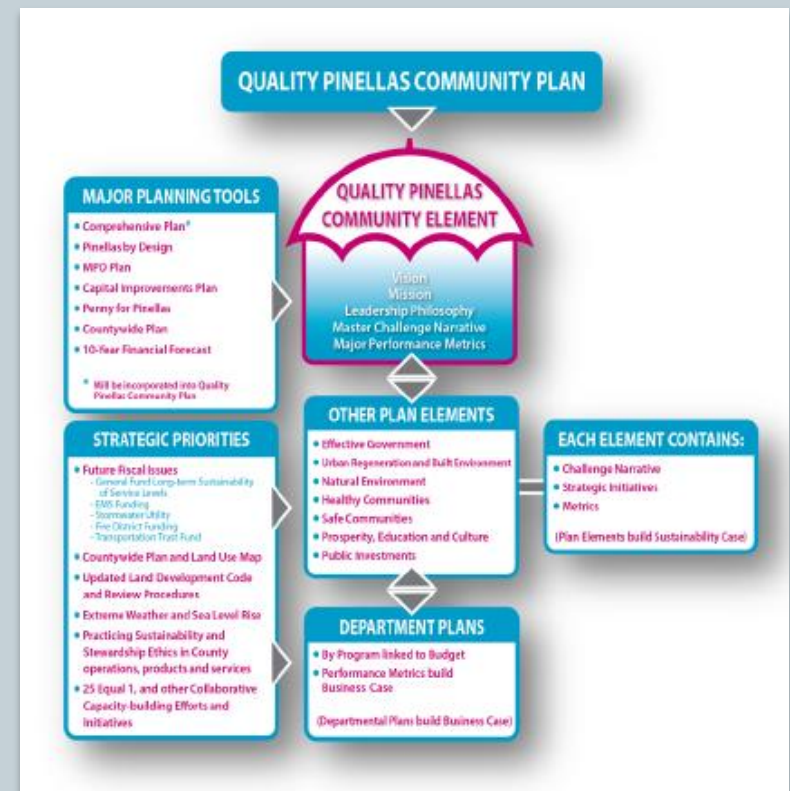 QUALITY PINELLAS COMMUNITY PLAN
QUALITY PINELLAS
COMMUNITY ELEMENT
Vision
Mission
Leadership Philosophy
Master Challenge Narrative
Major Performance Metrics
MAJOR PLANNING TOOLS
• Comprehensive Plan*
• Pinellas by Design
• MPO Plan
• Capital Improvements Plan
• Penny for Pinellas
• Countywide Plan
• 10-Year Financial Forecast
* Will be incorporated into Quality
Pinellas Community Plan
STRATEGIC PRIORITIES
• Future Fiscal Issues
- General Fund Long-term Sustainability
of Service Levels
- EMS Funding
- Stormwater Utility
- Fire District Funding
- Transportation Trust Fund
• Countywide Plan and Land Use Map
• Updated Land Development Code
and Review Procedures
• Extreme Weather and Sea Level Rise
• Practicing Sustainability and
Stewardship Ethics in County
operations, products and services
• 25 Equal 1, and other Collaborative
Capacity-building Efforts and
Initiatives
OTHER PLAN ELEMENTS
• Effective Government
• Urban Regeneration and Built Environment
• Natural Environment
• Healthy Communities
• Safe Communities
• Prosperity, Education and Culture
• Public Investments
EACH ELEMENT CONTAINS:
• Challenge Narrative
• Strategic Initiatives
• Metrics
(Plan Elements build Sustainability Case)
DEPARTMENT PLANS
• By Program linked to Budget
• Performance Metrics build
Business Case
(Departmental Plans build Business Case)